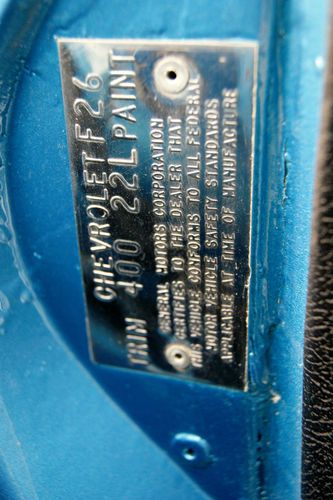 CHEVROLET F26
TRIM 400 22L PAINT
GENERAL MOTORS CORPORATION
CERTIFIES TO THE DEALER THAT
THIS VEHICLE CONFORMS TO ALL FEDERAL
MOTOR VEHICLE SAFETY STANDARDS
APPLICABLE AT TIME OF MANUFACTURE